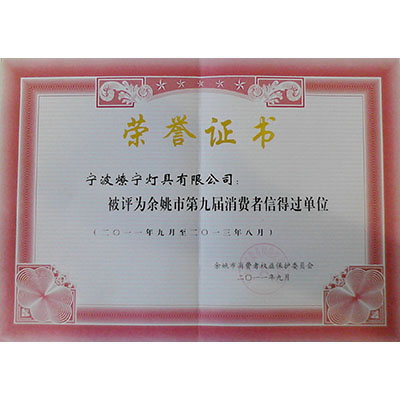 荣誉证书
宁波燎宁灯具有限公司：
被评为余姚市第九届消费者信得过单位
（二〇一一年九月至二〇一三年八月）
余姚市消费者权益保护委员会
二〇一一年九月